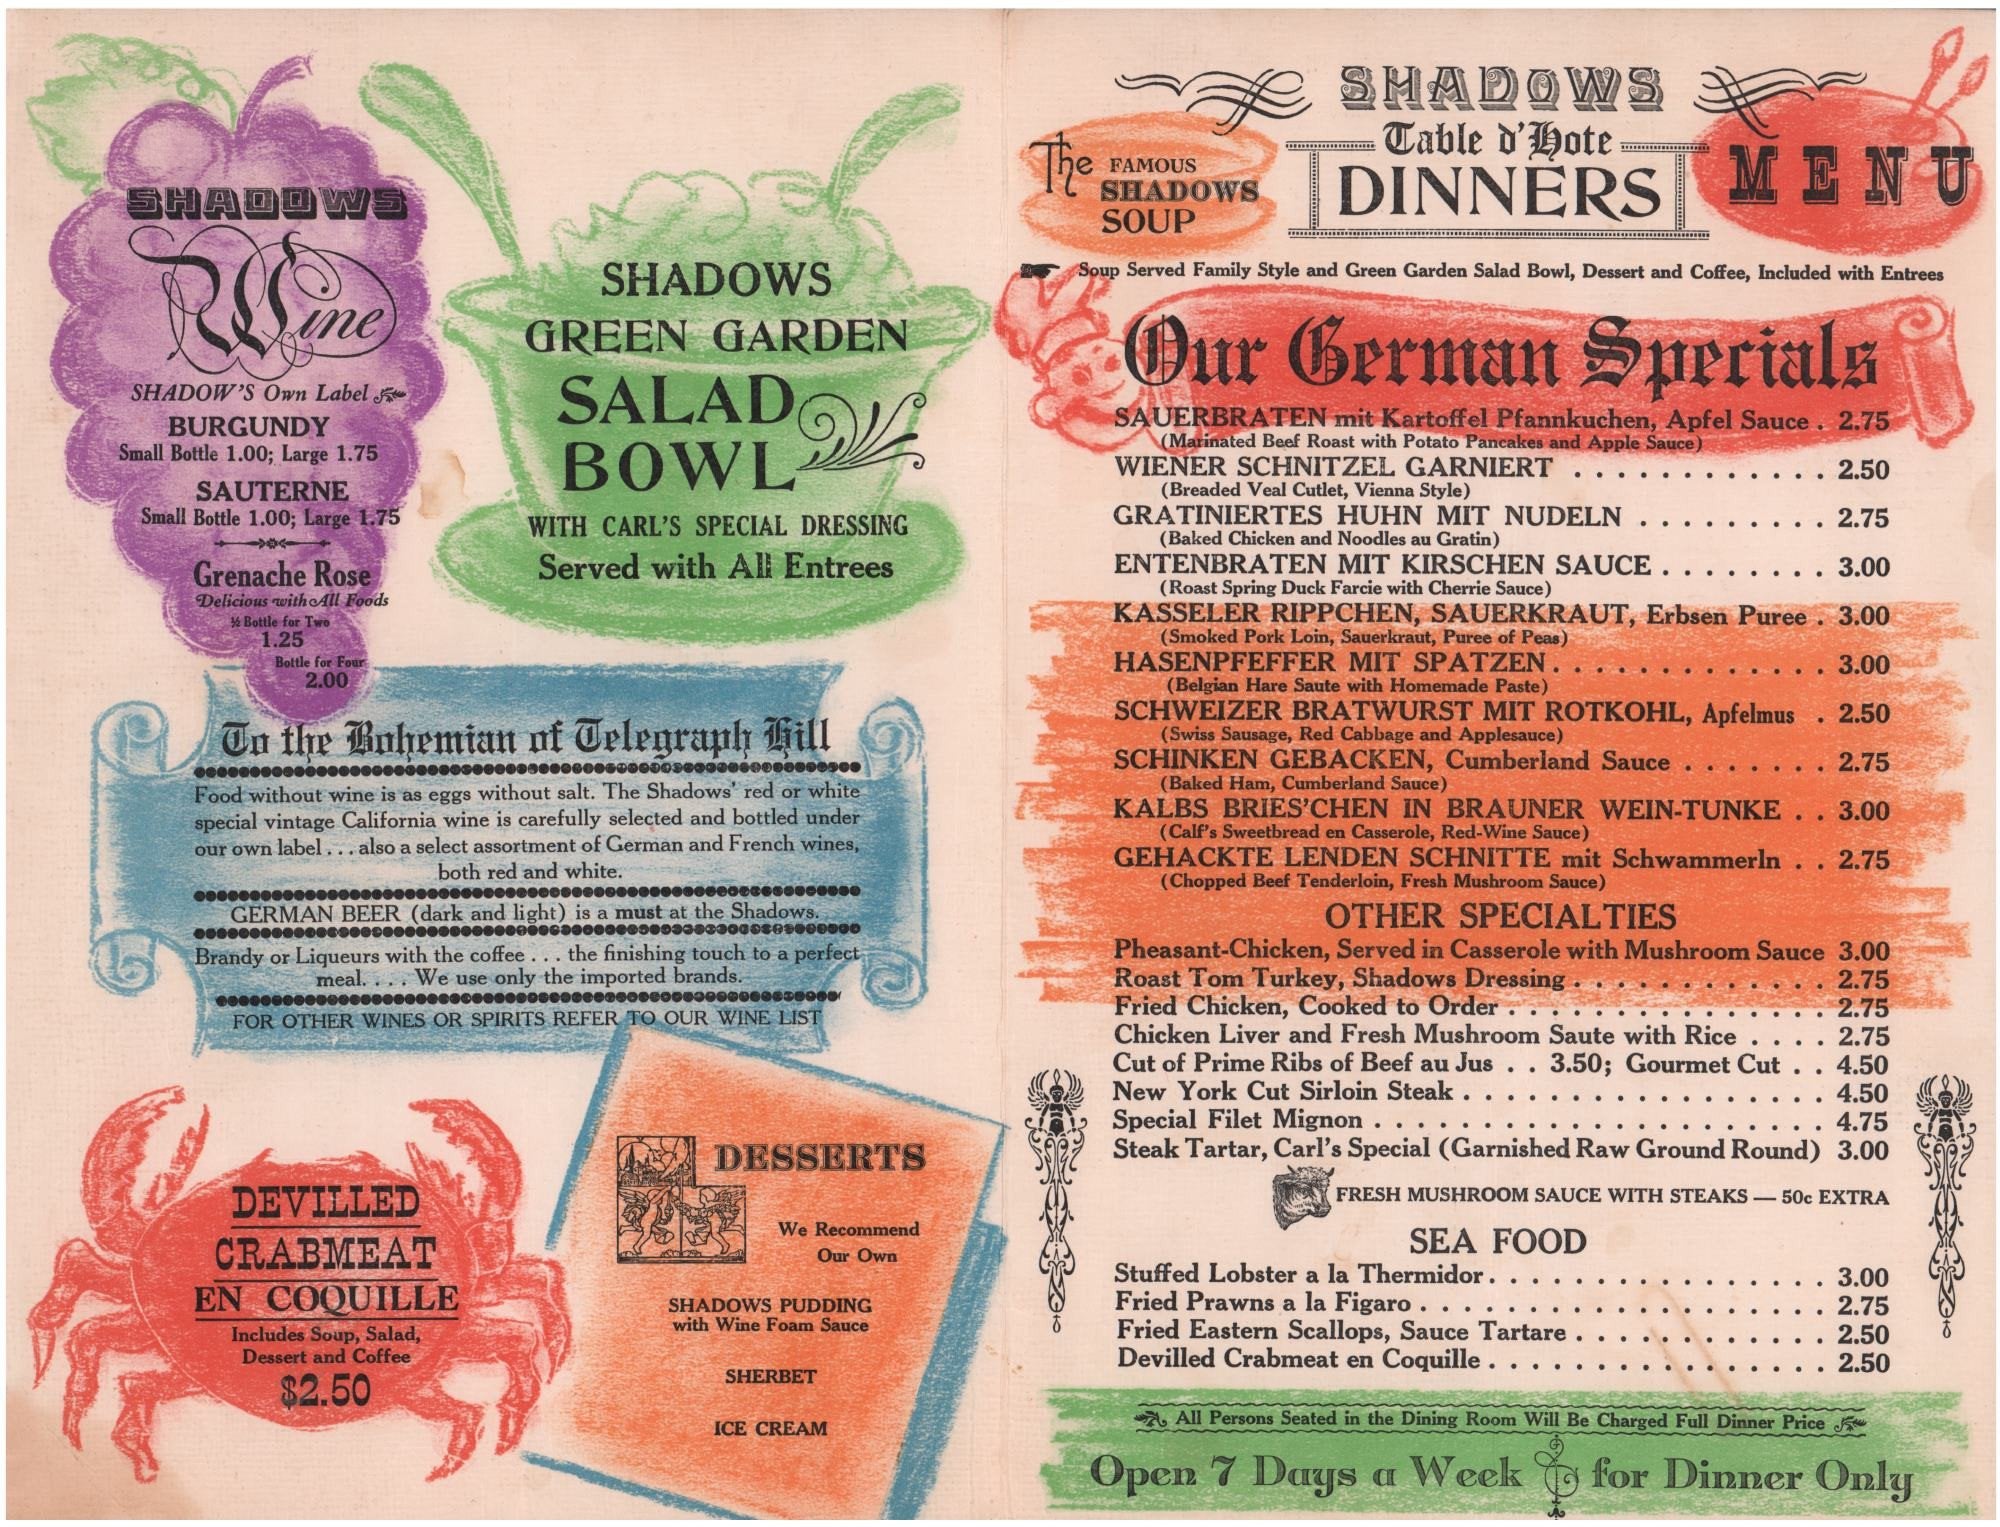 SHADOWS
Wine
SHADOW'S Own Label
BURGUNDY
Small Bottle 1.00; Large 1.75
SAUTERNE
Small Bottle 1.00; Large 1.75
Grenache Rose
Delicious with All Foods
½ Bottle for Two
1.25
Bottle for Four
2.00
SHADOWS
GREEN GARDEN
SALAD
BOWL
WITH CARL'S SPECIAL DRESSING
Served with All Entrees
To the Bohemian of Telegraph Hill
Food without wine is as eggs without salt. The Shadows' red or white
special vintage California wine is carefully selected and bottled under
our own label . . . also a select assortment of German and French wines,
both red and white.
GERMAN BEER (dark and light) is a must at the Shadows.
Brandy or Liqueurs with the coffee . . . the finishing touch to a perfect
meal. . . . We use only the imported brands.
FOR OTHER WINES OR SPIRITS REFER TO OUR WINE LIST
DEVILLED
CRABMEAT
EN COQUILLE
Includes Soup, Salad,
Dessert and Coffee
$2.50
DESSERTS
We Recommend
Our Own
SHADOWS PUDDING
with Wine Foam Sauce
SHERBET
ICE CREAM
The FAMOUS
SHADOWS
SOUP
SHADOWS
Table d'Hote
DINNERS
MENU
Soup Served Family Style and Green Garden Salad Bowl, Dessert and Coffee, Included with Entrees
Our German Specials
SAUERBRATEN mit Kartoffel Pfannkuchen, Apfel Sauce . 2.75
(Marinated Beef Roast with Potato Pancakes and Apple Sauce)
WIENER SCHNITZEL GARNIERT . . . . . . . . . . . . . 2.50
(Breaded Veal Cutlet, Vienna Style)
GRATINIERTES HUHN MIT NUDELN . . . . . . . . . 2.75
(Baked Chicken and Noodles au Gratin)
ENTENBRATEN MIT KIRSCHEN SAUCE . . . . . . . . 3.00
(Roast Spring Duck Farcie with Cherrie Sauce)
KASSELER RIPPCHEN, SAUERKRAUT, Erbsen Puree . 3.00
(Smoked Pork Loin, Sauerkraut, Puree of Peas)
HASENPFEFFER MIT SPATZEN . . . . . . . . . . . . . 3.00
(Belgian Hare Saute with Homemade Paste)
SCHWEIZER BRATWURST MIT ROTKOHL, Apfelmus . 2.50
(Swiss Sausage, Red Cabbage and Applesauce)
SCHINKEN GEBACKEN, Cumberland Sauce . . . . . . . 2.75
(Baked Ham, Cumberland Sauce)
KALBS BRIES'CHEN IN BRAUNER WEIN-TUNKE . . 3.00
(Calf's Sweetbread en Casserole, Red-Wine Sauce)
GEHACKTE LENDEN SCHNITTE mit Schwammerln . . 2.75
(Chopped Beef Tenderloin, Fresh Mushroom Sauce)
OTHER SPECIALTIES
Pheasant-Chicken, Served in Casserole with Mushroom Sauce 3.00
Roast Tom Turkey, Shadows Dressing . . . . . . . . . . . . 2.75
Fried Chicken, Cooked to Order . . . . . . . . . . . . . . . 2.75
Chicken Liver and Fresh Mushroom Saute with Rice . . . . 2.75
Cut of Prime Ribs of Beef au Jus . . 3.50; Gourmet Cut . . 4.50
New York Cut Sirloin Steak . . . . . . . . . . . . . . . . . 4.50
Special Filet Mignon . . . . . . . . . . . . . . . . . . . . . 4.75
Steak Tartar, Carl's Special (Garnished Raw Ground Round) 3.00
FRESH MUSHROOM SAUCE WITH STEAKS — 50c EXTRA
SEA FOOD
Stuffed Lobster a la Thermidor . . . . . . . . . . . . . . . . 3.00
Fried Prawns a la Figaro . . . . . . . . . . . . . . . . . . . 2.75
Fried Eastern Scallops, Sauce Tartare . . . . . . . . . . . . 2.50
Devilled Crabmeat en Coquille . . . . . . . . . . . . . . . . 2.50
All Persons Seated in the Dining Room Will Be Charged Full Dinner Price
Open 7 Days a Week for Dinner Only